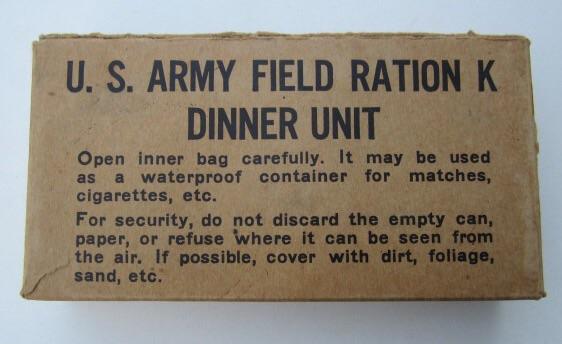 U. S. ARMY FIELD RATION K
DINNER UNIT
Open inner bag carefully. It may be used
as a waterproof container for matches,
cigarettes, etc.
For security, do not discard the empty can,
paper, or refuse where it can be seen from
the air. If possible, cover with dirt, foliage,
sand, etc.